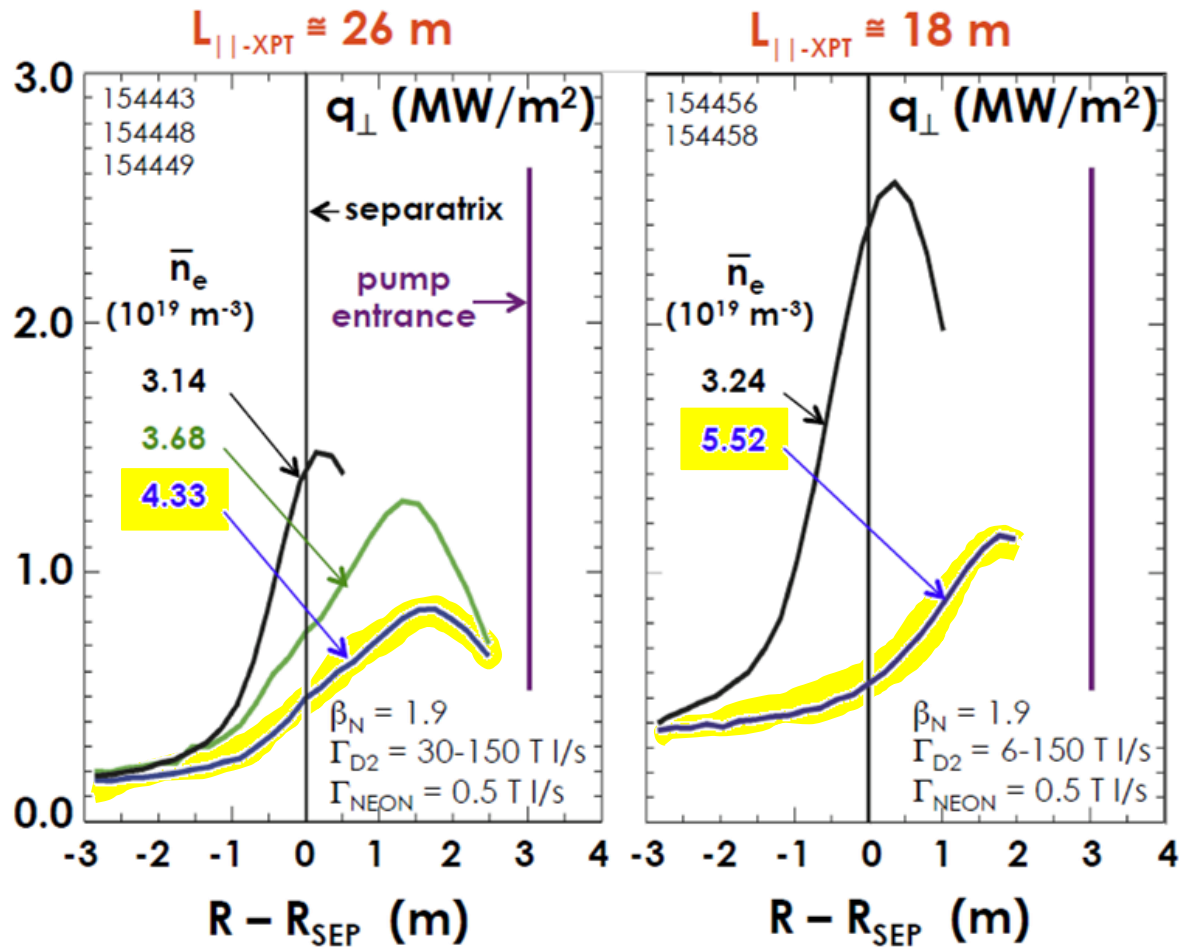 L||-XPT ≅ 26 m
3.0
2.0
1.0
0.0
154443
154448
154449
q⊥ (MW/m²)
separatrix
n̅e
(10¹⁹ m⁻³)
pump
entrance
3.14
3.68
4.33
βN = 1.9
ΓD2 = 30-150 T l/s
ΓNEON = 0.5 T l/s
-3 -2 -1 0 1 2 3 4
R – RSEP (m)
L||-XPT ≅ 18 m
154456
154458
q⊥ (MW/m²)
n̅e
(10¹⁹ m⁻³)
3.24
5.52
βN = 1.9
ΓD2 = 6-150 T l/s
ΓNEON = 0.5 T l/s
-3 -2 -1 0 1 2 3 4
R – RSEP (m)